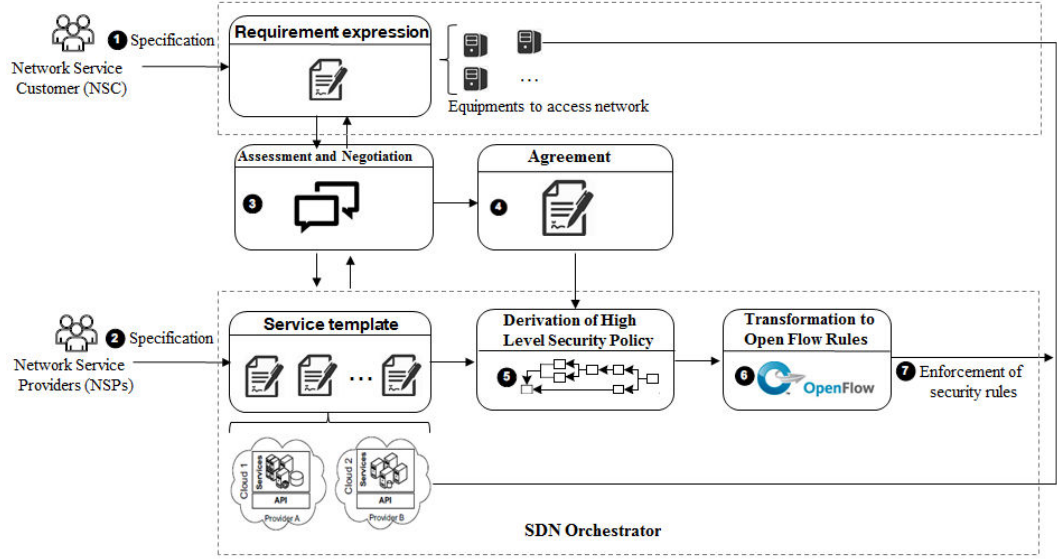 1 Specification
Network Service
Customer (NSC)
Requirement expression
...
Equipments to access network
Assessment and Negotiation
3
Agreement
4
2 Specification
Network Service
Providers (NSPs)
Service template
...
Derivation of High
Level Security Policy
5
Transformation to
Open Flow Rules
6
OpenFlow
7 Enforcement of
security rules
Cloud 1
Services
API
Provider A
Cloud 2
Services
API
Provider B
SDN Orchestrator